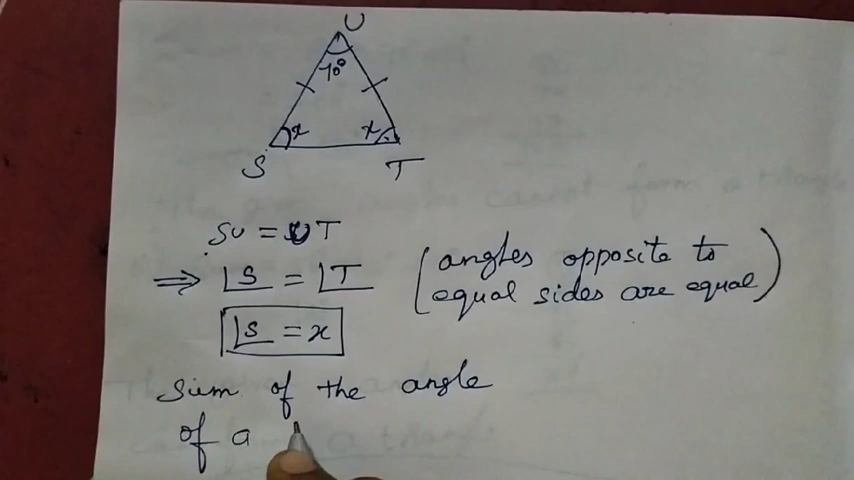 U
70°
x x
S T
SU = UT
⇒ ∠S = ∠T (angles opposite to
equal sides are equal)
∠S = x
Sum of the angle
of a